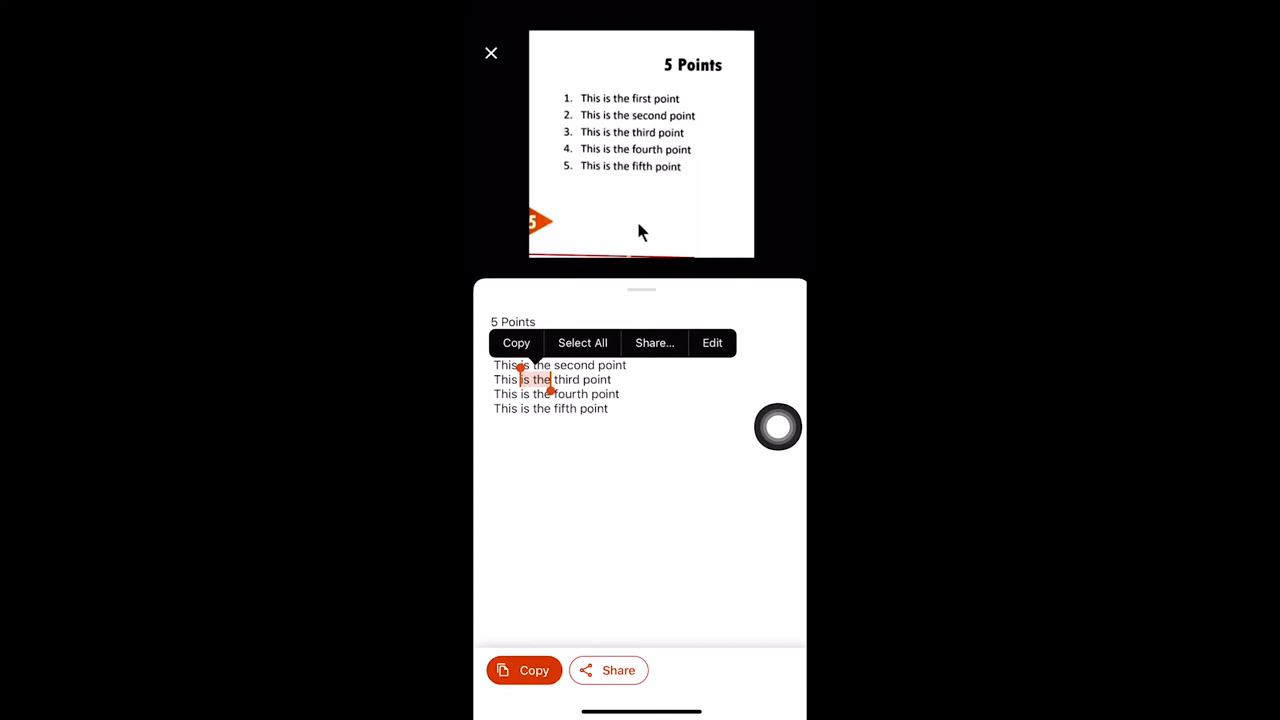 5 Points
1. This is the first point
2. This is the second point
3. This is the third point
4. This is the fourth point
5. This is the fifth point
5
5 Points
Copy Select All Share... Edit
This is the second point
This is the third point
This is the fourth point
This is the fifth point
Copy Share